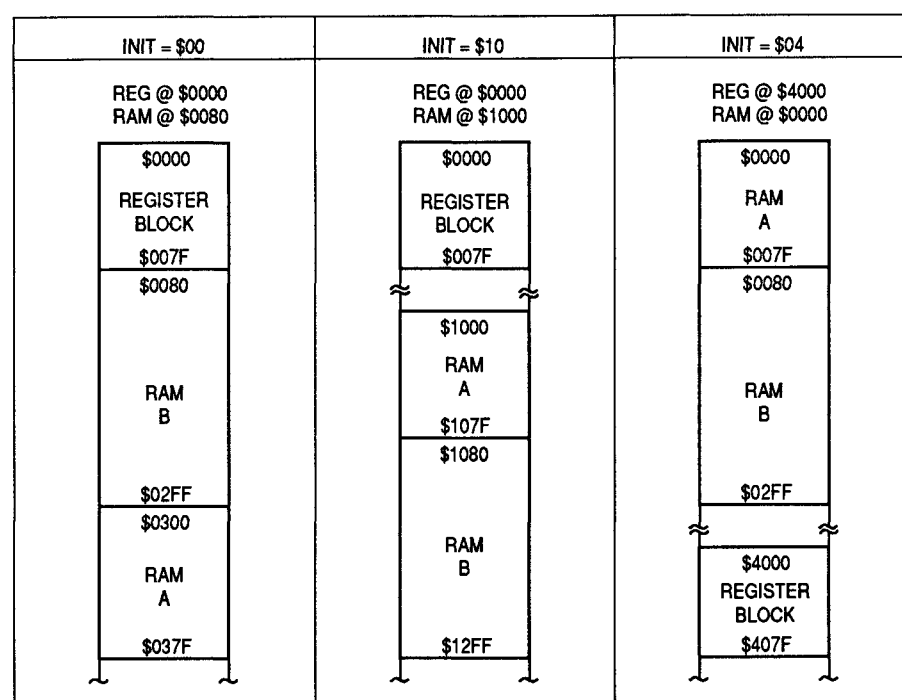 INIT = $00
REG @ $0000
RAM @ $0080
$0000
REGISTER
BLOCK
$007F
$0080
RAM
B
$02FF
$0300
RAM
A
$037F
INIT = $10
REG @ $0000
RAM @ $1000
$0000
REGISTER
BLOCK
$007F
$1000
RAM
A
$107F
$1080
RAM
B
$12FF
INIT = $04
REG @ $4000
RAM @ $0000
$0000
RAM
A
$007F
$0080
RAM
B
$02FF
$4000
REGISTER
BLOCK
$407F